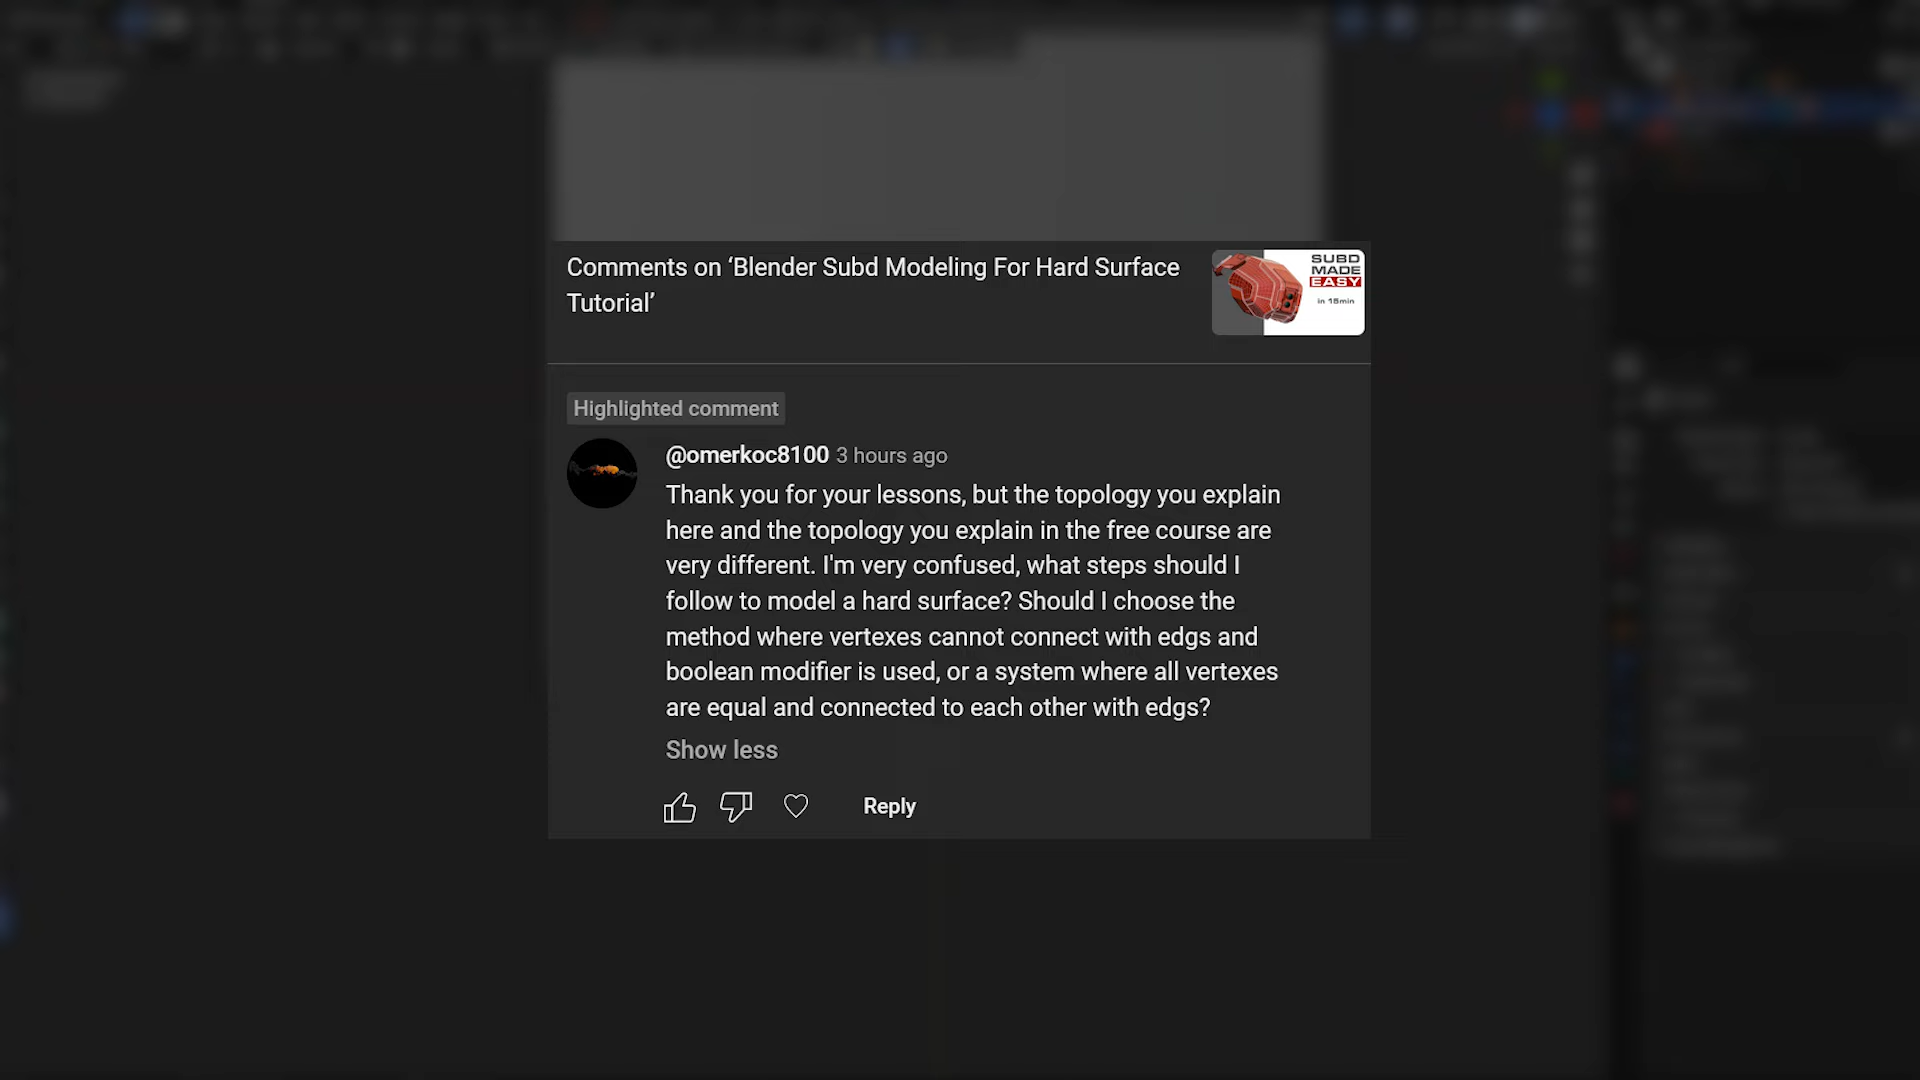 Comments on ‘Blender Subd Modeling For Hard Surface
Tutorial’
SUBD
MADE
EASY
in 15min
Highlighted comment
@omerkoc8100 3 hours ago
Thank you for your lessons, but the topology you explain
here and the topology you explain in the free course are
very different. I'm very confused, what steps should I
follow to model a hard surface? Should I choose the
method where vertexes cannot connect with edgs and
boolean modifier is used, or a system where all vertexes
are equal and connected to each other with edgs?
Show less
Reply